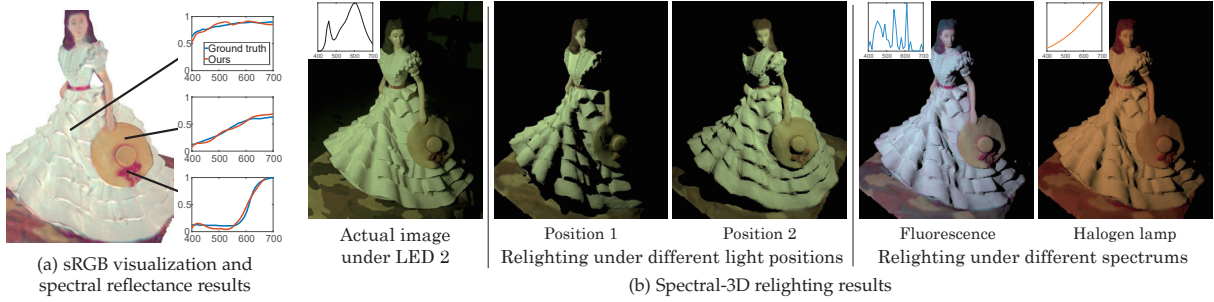 1
0.5
0
400 500 600 700
Ground truth
Ours
1
0.5
0
400 500 600 700
1
0.5
0
400 500 600 700
(a) sRGB visualization and
spectral reflectance results
400 500 600 700
Actual image
under LED 2
Position 1
Position 2
Relighting under different light positions
400 500 600 700
Fluorescence
400 500 600 700
Halogen lamp
Relighting under different spectrums
(b) Spectral-3D relighting results